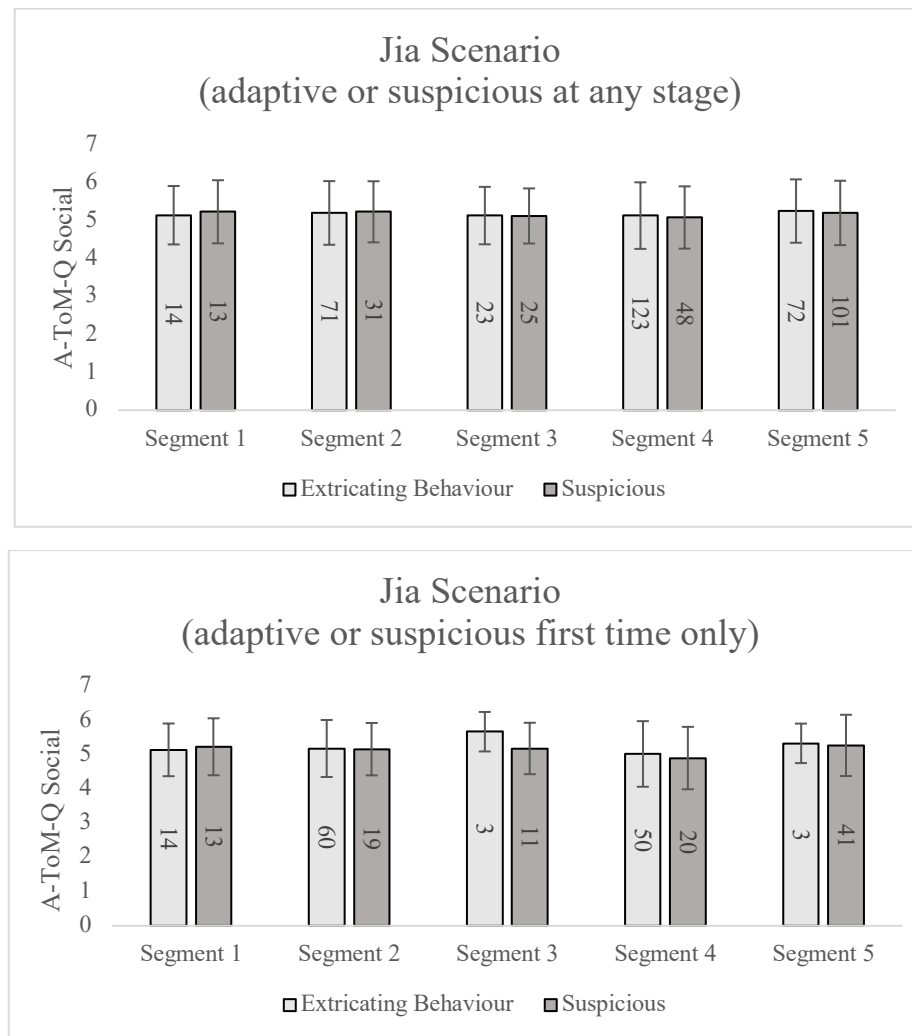 Jia Scenario
(adaptive or suspicious at any stage)
7
6
5
4
3
2
1
0
A-ToM-Q Social
14
13
71
31
23
25
123
48
72
101
Segment 1
Segment 2
Segment 3
Segment 4
Segment 5
Extricating Behaviour
Suspicious
Jia Scenario
(adaptive or suspicious first time only)
7
6
5
4
3
2
1
0
A-ToM-Q Social
14
13
60
19
3
11
50
20
3
41
Segment 1
Segment 2
Segment 3
Segment 4
Segment 5
Extricating Behaviour
Suspicious